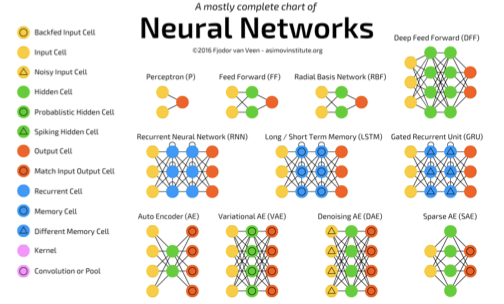 A mostly complete chart of
Neural Networks
©2016 Fjodor van Veen - asimovinstitute.org
Backfed Input Cell
Input Cell
Noisy Input Cell
Hidden Cell
Probablistic Hidden Cell
Spiking Hidden Cell
Output Cell
Match Input Output Cell
Recurrent Cell
Memory Cell
Different Memory Cell
Kernel
Convolution or Pool
Deep Feed Forward (DFF)
Perceptron (P)
Feed Forward (FF)
Radial Basis Network (RBF)
Recurrent Neural Network (RNN)
Long / Short Term Memory (LSTM)
Gated Recurrent Unit (GRU)
Auto Encoder (AE)
Variational AE (VAE)
Denoising AE (DAE)
Sparse AE (SAE)